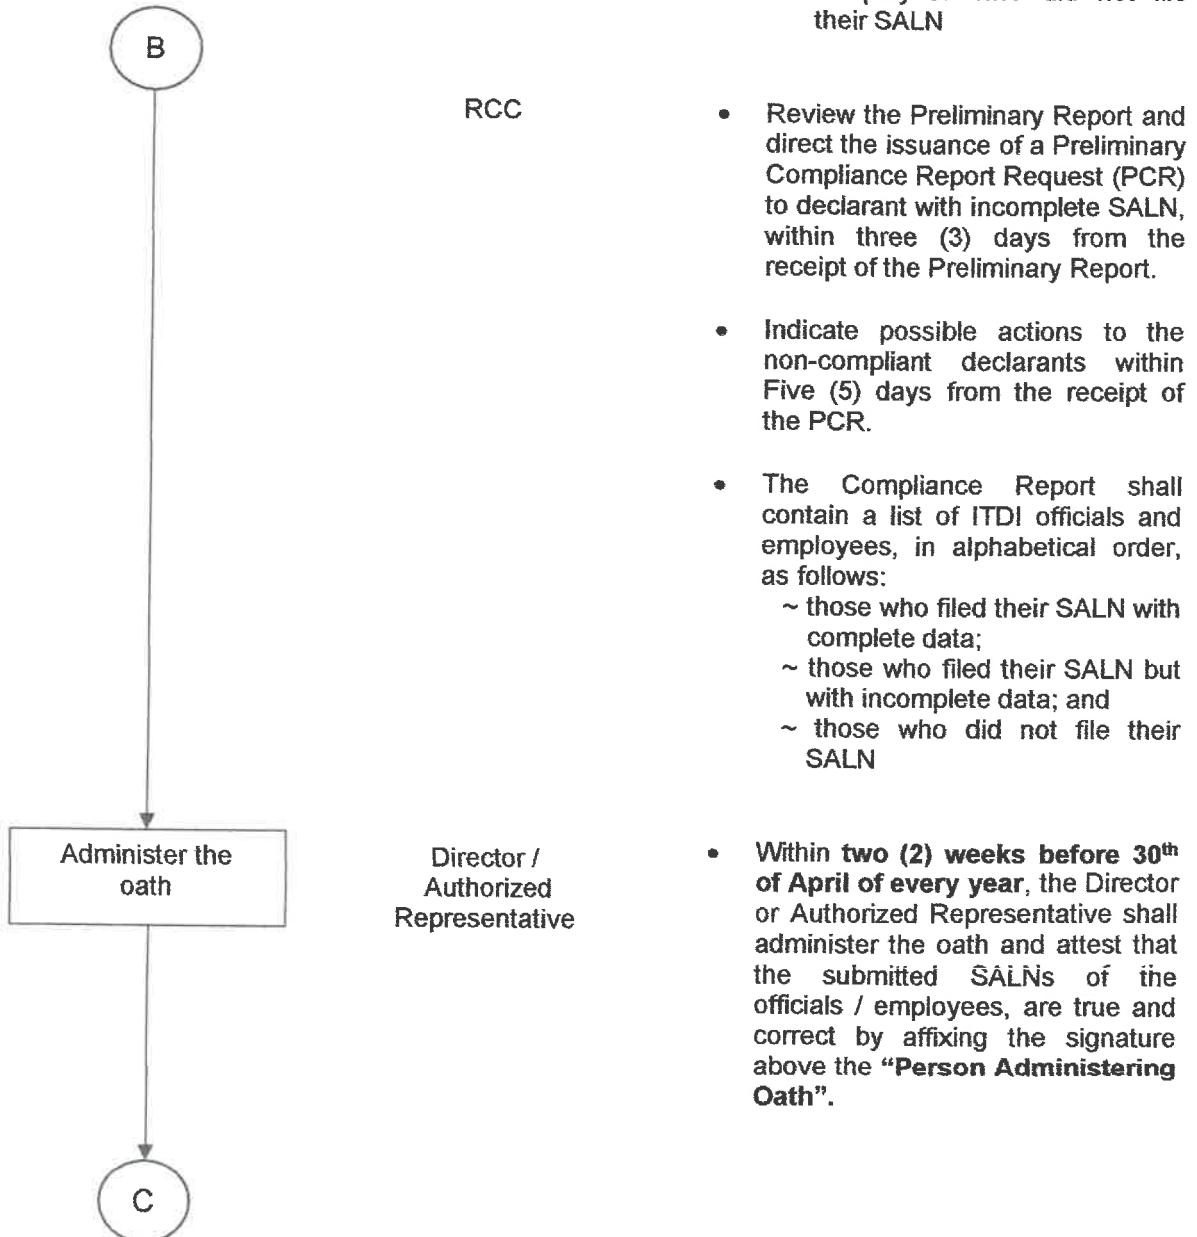 their SALN
B
RCC
• Review the Preliminary Report and
direct the issuance of a Preliminary
Compliance Report Request (PCR)
to declarant with incomplete SALN,
within three (3) days from the
receipt of the Preliminary Report.
• Indicate possible actions to the
non-compliant declarants within
Five (5) days from the receipt of
the PCR.
• The Compliance Report shall
contain a list of ITDI officials and
employees, in alphabetical order,
as follows:
~ those who filed their SALN with
complete data;
~ those who filed their SALN but
with incomplete data; and
~ those who did not file their
SALN
Administer the
oath
Director /
Authorized
Representative
• Within two (2) weeks before 30th
of April of every year, the Director
or Authorized Representative shall
administer the oath and attest that
the submitted SALNs of the
officials / employees, are true and
correct by affixing the signature
above the “Person Administering
Oath”.
C